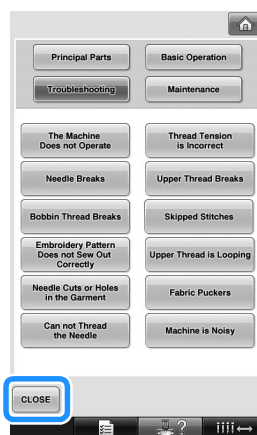 Principal Parts
Basic Operation
Troubleshooting
Maintenance
The Machine
Does not Operate
Thread Tension
is Incorrect
Needle Breaks
Upper Thread Breaks
Bobbin Thread Breaks
Skipped Stitches
Embroidery Pattern
Does not Sew Out
Correctly
Upper Thread is Looping
Needle Cuts or Holes
in the Garment
Fabric Puckers
Can not Thread
the Needle
Machine is Noisy
CLOSE
?